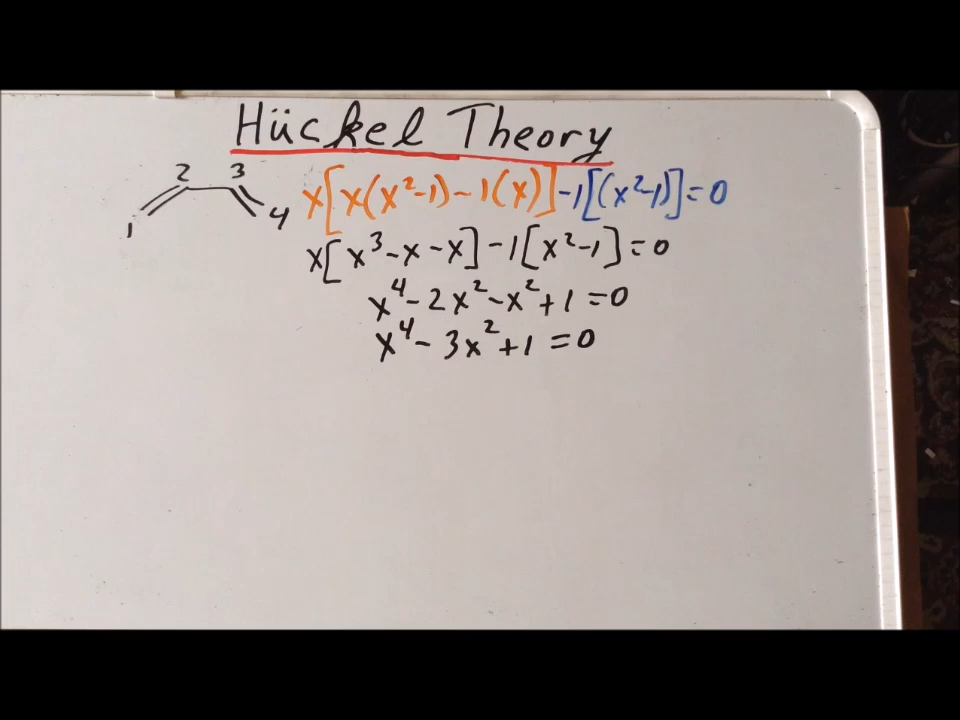 Hückel Theory
1 2 3 4
x[x(x²-1)-1(x)]-1[(x²-1)]=0
x[x³-x-x]-1[x²-1]=0
x⁴-2x²-x²+1=0
x⁴-3x²+1=0